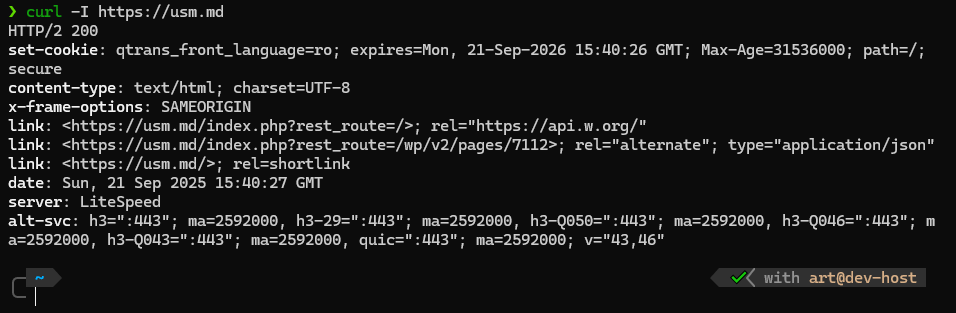 ❯ curl -I https://usm.md
HTTP/2 200
set-cookie: qtrans_front_language=ro; expires=Mon, 21-Sep-2026 15:40:26 GMT; Max-Age=31536000; path=/;
secure
content-type: text/html; charset=UTF-8
x-frame-options: SAMEORIGIN
link: <https://usm.md/index.php?rest_route=/>; rel="https://api.w.org/"
link: <https://usm.md/index.php?rest_route=/wp/v2/pages/7112>; rel="alternate"; type="application/json"
link: <https://usm.md/>; rel=shortlink
date: Sun, 21 Sep 2025 15:40:27 GMT
server: LiteSpeed
alt-svc: h3=":443"; ma=2592000, h3-29=":443"; ma=2592000, h3-Q050=":443"; ma=2592000, h3-Q046=":443"; m
a=2592000, h3-Q043=":443"; ma=2592000, quic=":443"; ma=2592000; v="43,46"
~ ✔ with art@dev-host